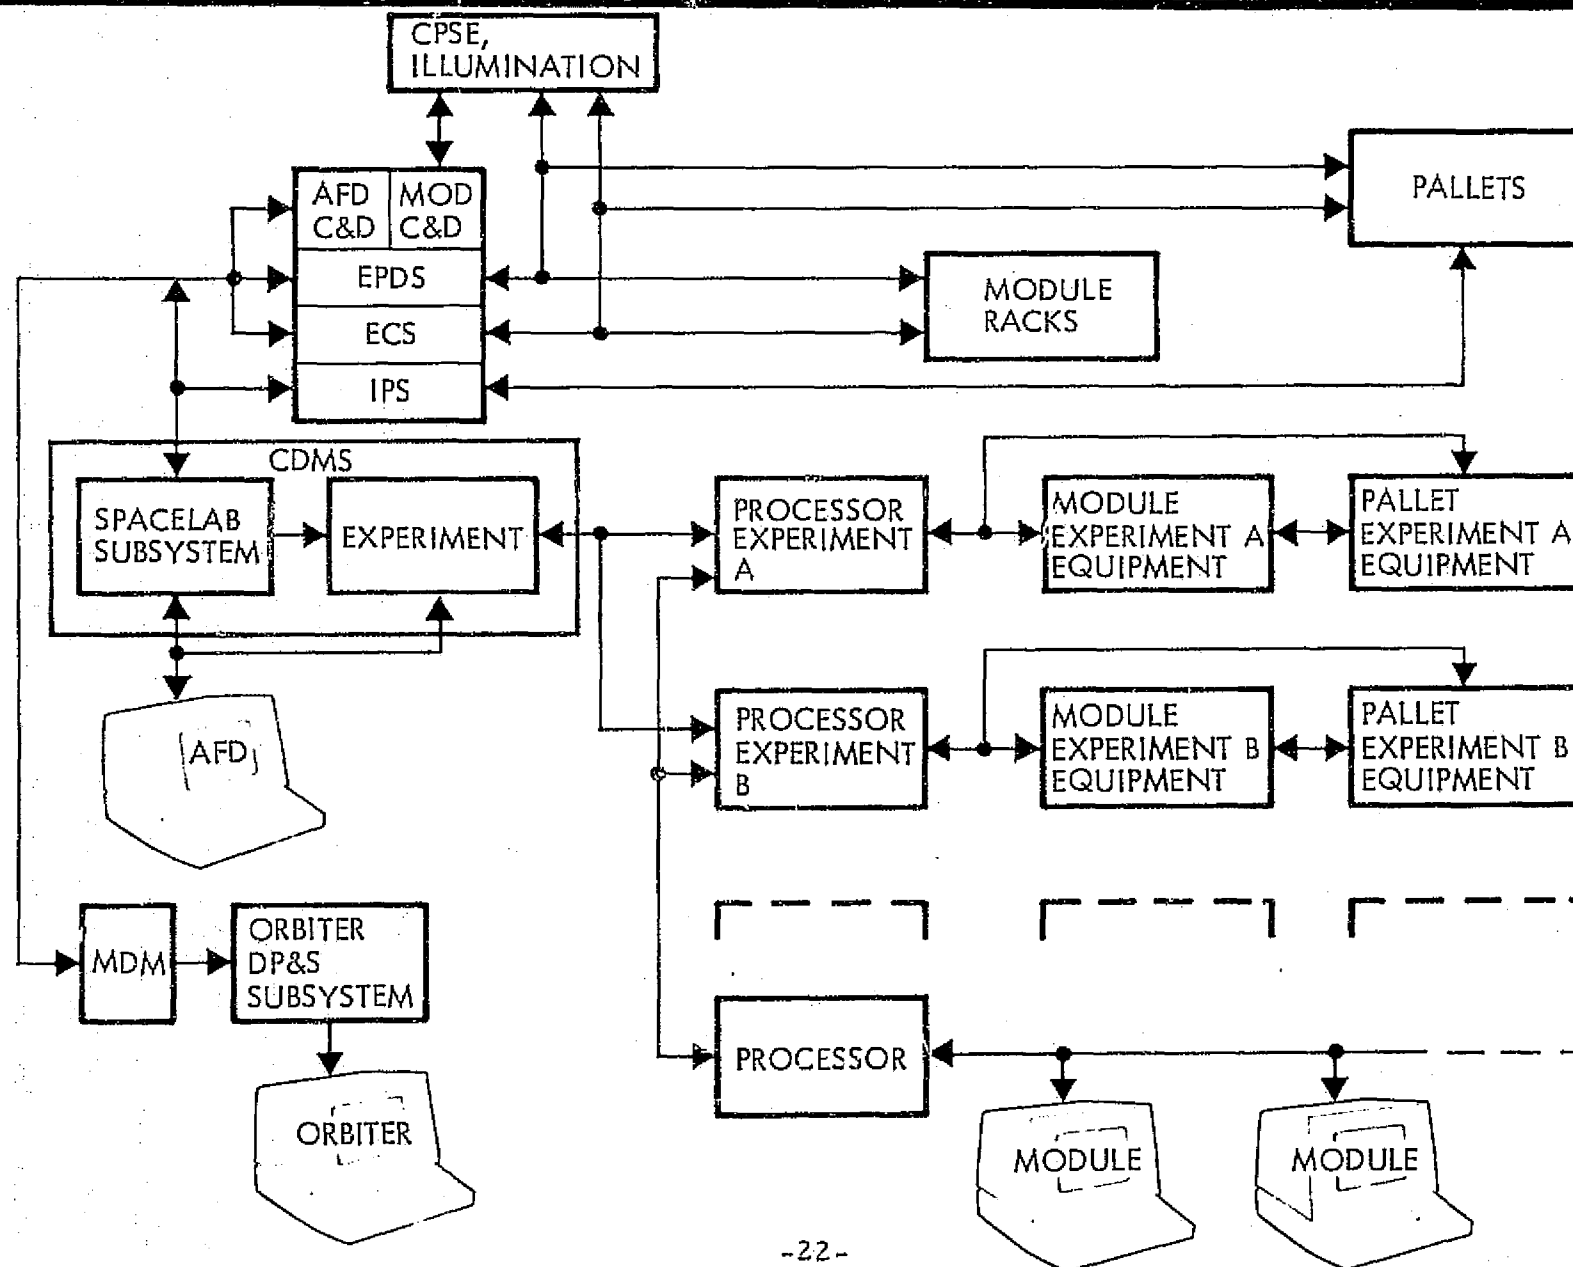 CPSE,
ILLUMINATION
AFD
C&D
MOD
C&D
EPDS
ECS
IPS
PALLETS
MODULE
RACKS
CDMS
SPACELAB
SUBSYSTEM
EXPERIMENT
PROCESSOR
EXPERIMENT
A
MODULE
EXPERIMENT A
EQUIPMENT
PALLET
EXPERIMENT A
EQUIPMENT
PROCESSOR
EXPERIMENT
B
MODULE
EXPERIMENT B
EQUIPMENT
PALLET
EXPERIMENT B
EQUIPMENT
AFD
MDM
ORBITER
DP&S
SUBSYSTEM
PROCESSOR
ORBITER
MODULE
MODULE
-22-